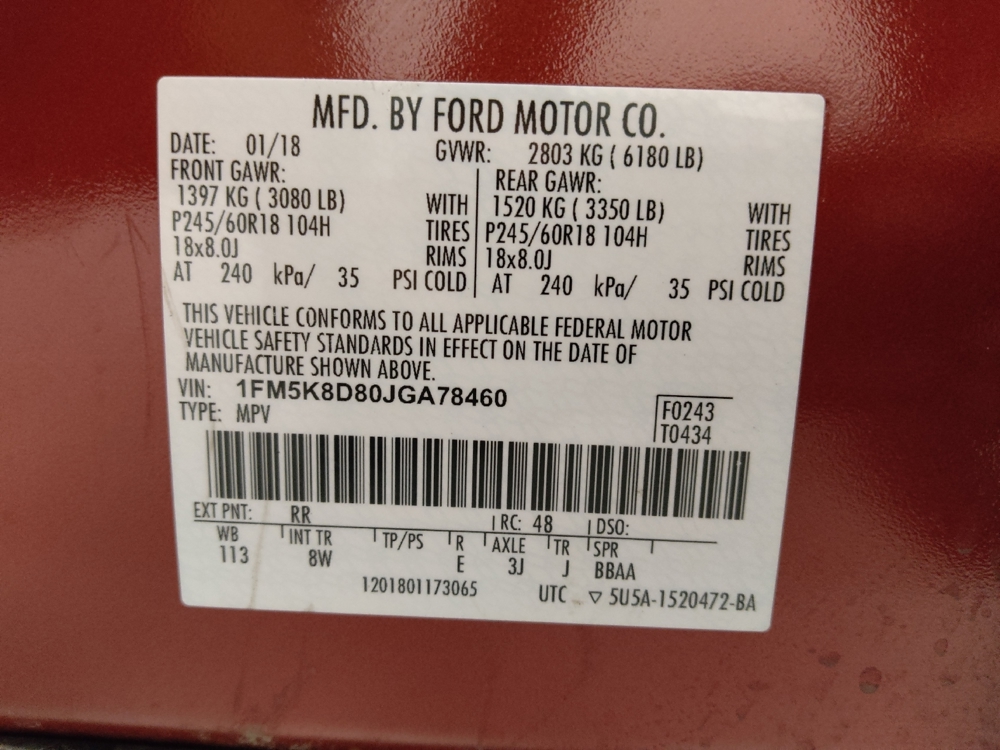 MFD. BY FORD MOTOR CO.
DATE: 01/18 GVWR: 2803 KG ( 6180 LB)
FRONT GAWR: REAR GAWR:
1397 KG ( 3080 LB) WITH 1520 KG ( 3350 LB) WITH
P245/60R18 104H TIRES P245/60R18 104H TIRES
18x8.0J RIMS 18x8.0J RIMS
AT 240 kPa/ 35 PSI COLD AT 240 kPa/ 35 PSI COLD
THIS VEHICLE CONFORMS TO ALL APPLICABLE FEDERAL MOTOR
VEHICLE SAFETY STANDARDS IN EFFECT ON THE DATE OF
MANUFACTURE SHOWN ABOVE.
VIN: 1FM5K8D80JGA78460
TYPE: MPV F0243
T0434
EXT PNT: RR RC: 48 DSO:
WB INT TR TP/PS R AXLE TR SPR
113 8W E 3J J BBAA
1201801173065 UTC ▽ 5U5A-1520472-BA